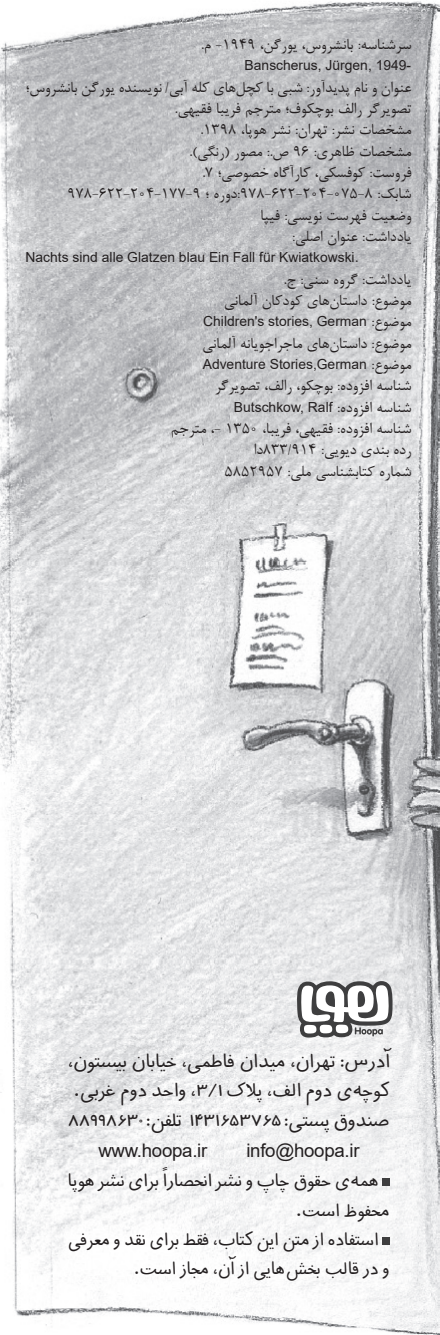 سرشناسه: بانشروس، یورگن، ۱۹۴۹- م.
Banscherus, Jürgen, 1949-
عنوان و نام پدیدآور: شبی با کچل‌های کله آبی/ نویسنده یورگن بانشروس؛
تصویرگر رالف بوچکوف؛ مترجم فریبا فقیهی.
مشخصات نشر: تهران: نشر هوپا، ۱۳۹۸.
مشخصات ظاهری: ۹۶ ص.: مصور (رنگی).
فروست: کوفسکی، کارآگاه خصوصی؛ ۷.
شابک: ۸-۰۷۵-۲۰۴-۶۲۲-۹۷۸:دوره ؛ ۹-۱۷۷-۲۰۴-۶۲۲-۹۷۸
وضعیت فهرست نویسی: فیپا
یادداشت: عنوان اصلی:
Nachts sind alle Glatzen blau Ein Fall für Kwiatkowski.
یادداشت: گروه سنی: ج.
موضوع: داستان‌های کودکان آلمانی
موضوع: Children's stories, German
موضوع: داستان‌های ماجراجویانه آلمانی
موضوع: Adventure Stories,German
شناسه افزوده: بوچکو، رالف، تصویرگر
شناسه افزوده: Butschkow, Ralf
شناسه افزوده: فقیهی، فریبا، ۱۳۵۰ -، مترجم
رده بندی دیویی: ۸۳۳/۹۱۴دا
شماره کتابشناسی ملی: ۵۸۵۲۹۵۷
هوپا
Hoopa
آدرس: تهران، میدان فاطمی، خیابان بیستون،
کوچه‌ی دوم الف، پلاک ۳/۱، واحد دوم غربی.
صندوق پستی: ۱۴۳۱۶۵۳۷۶۵ تلفن: ۸۸۹۹۸۶۳۰
www.hoopa.ir info@hoopa.ir
■ همه‌ی حقوق چاپ و نشر انحصاراً برای نشر هوپا
محفوظ است.
■ استفاده از متن این کتاب، فقط برای نقد و معرفی
و در قالب بخش‌هایی از آن، مجاز است.